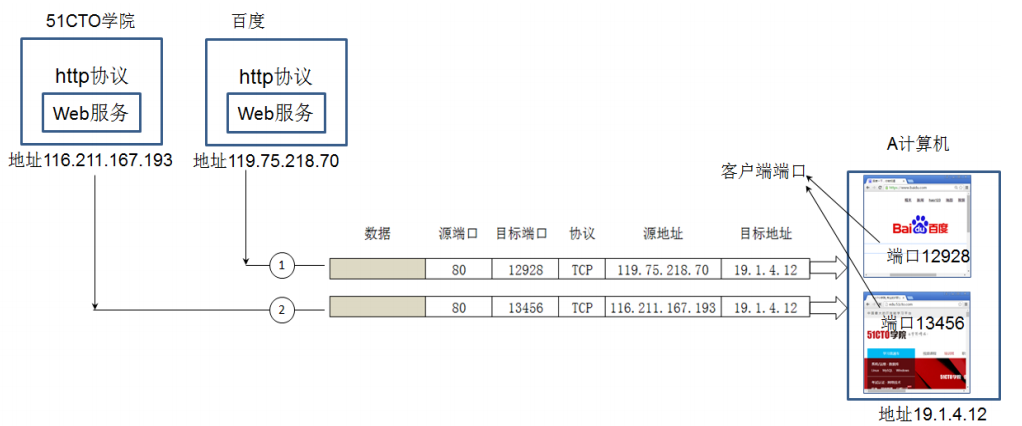 51CTO学院
百度
http协议
Web服务
http协议
Web服务
地址116.211.167.193
地址119.75.218.70
A计算机
客户端端口
Bai du 百度
端口12928
数据 源端口 目标端口 协议 源地址 目标地址
1 80 12928 TCP 119.75.218.70 19.1.4.12
2 80 13456 TCP 116.211.167.193 19.1.4.12
端口13456
51CTO学院
地址19.1.4.12